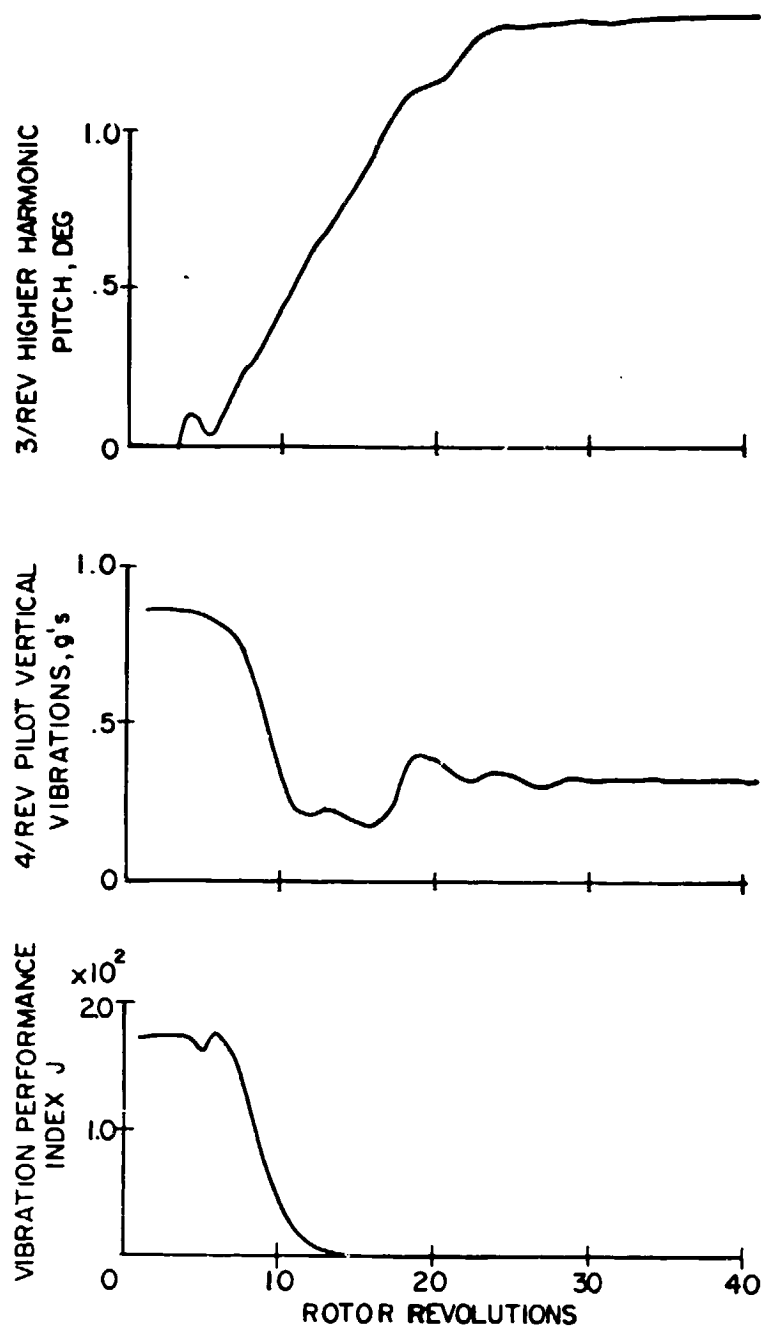 3/REV HIGHER HARMONIC
PITCH, DEG
1.0
.5
0
4/REV PILOT VERTICAL
VIBRATIONS, g's
1.0
.5
0
VIBRATION PERFORMANCE
INDEX J
x10²
2.0
1.0
0 10 20 30 40
ROTOR REVOLUTIONS